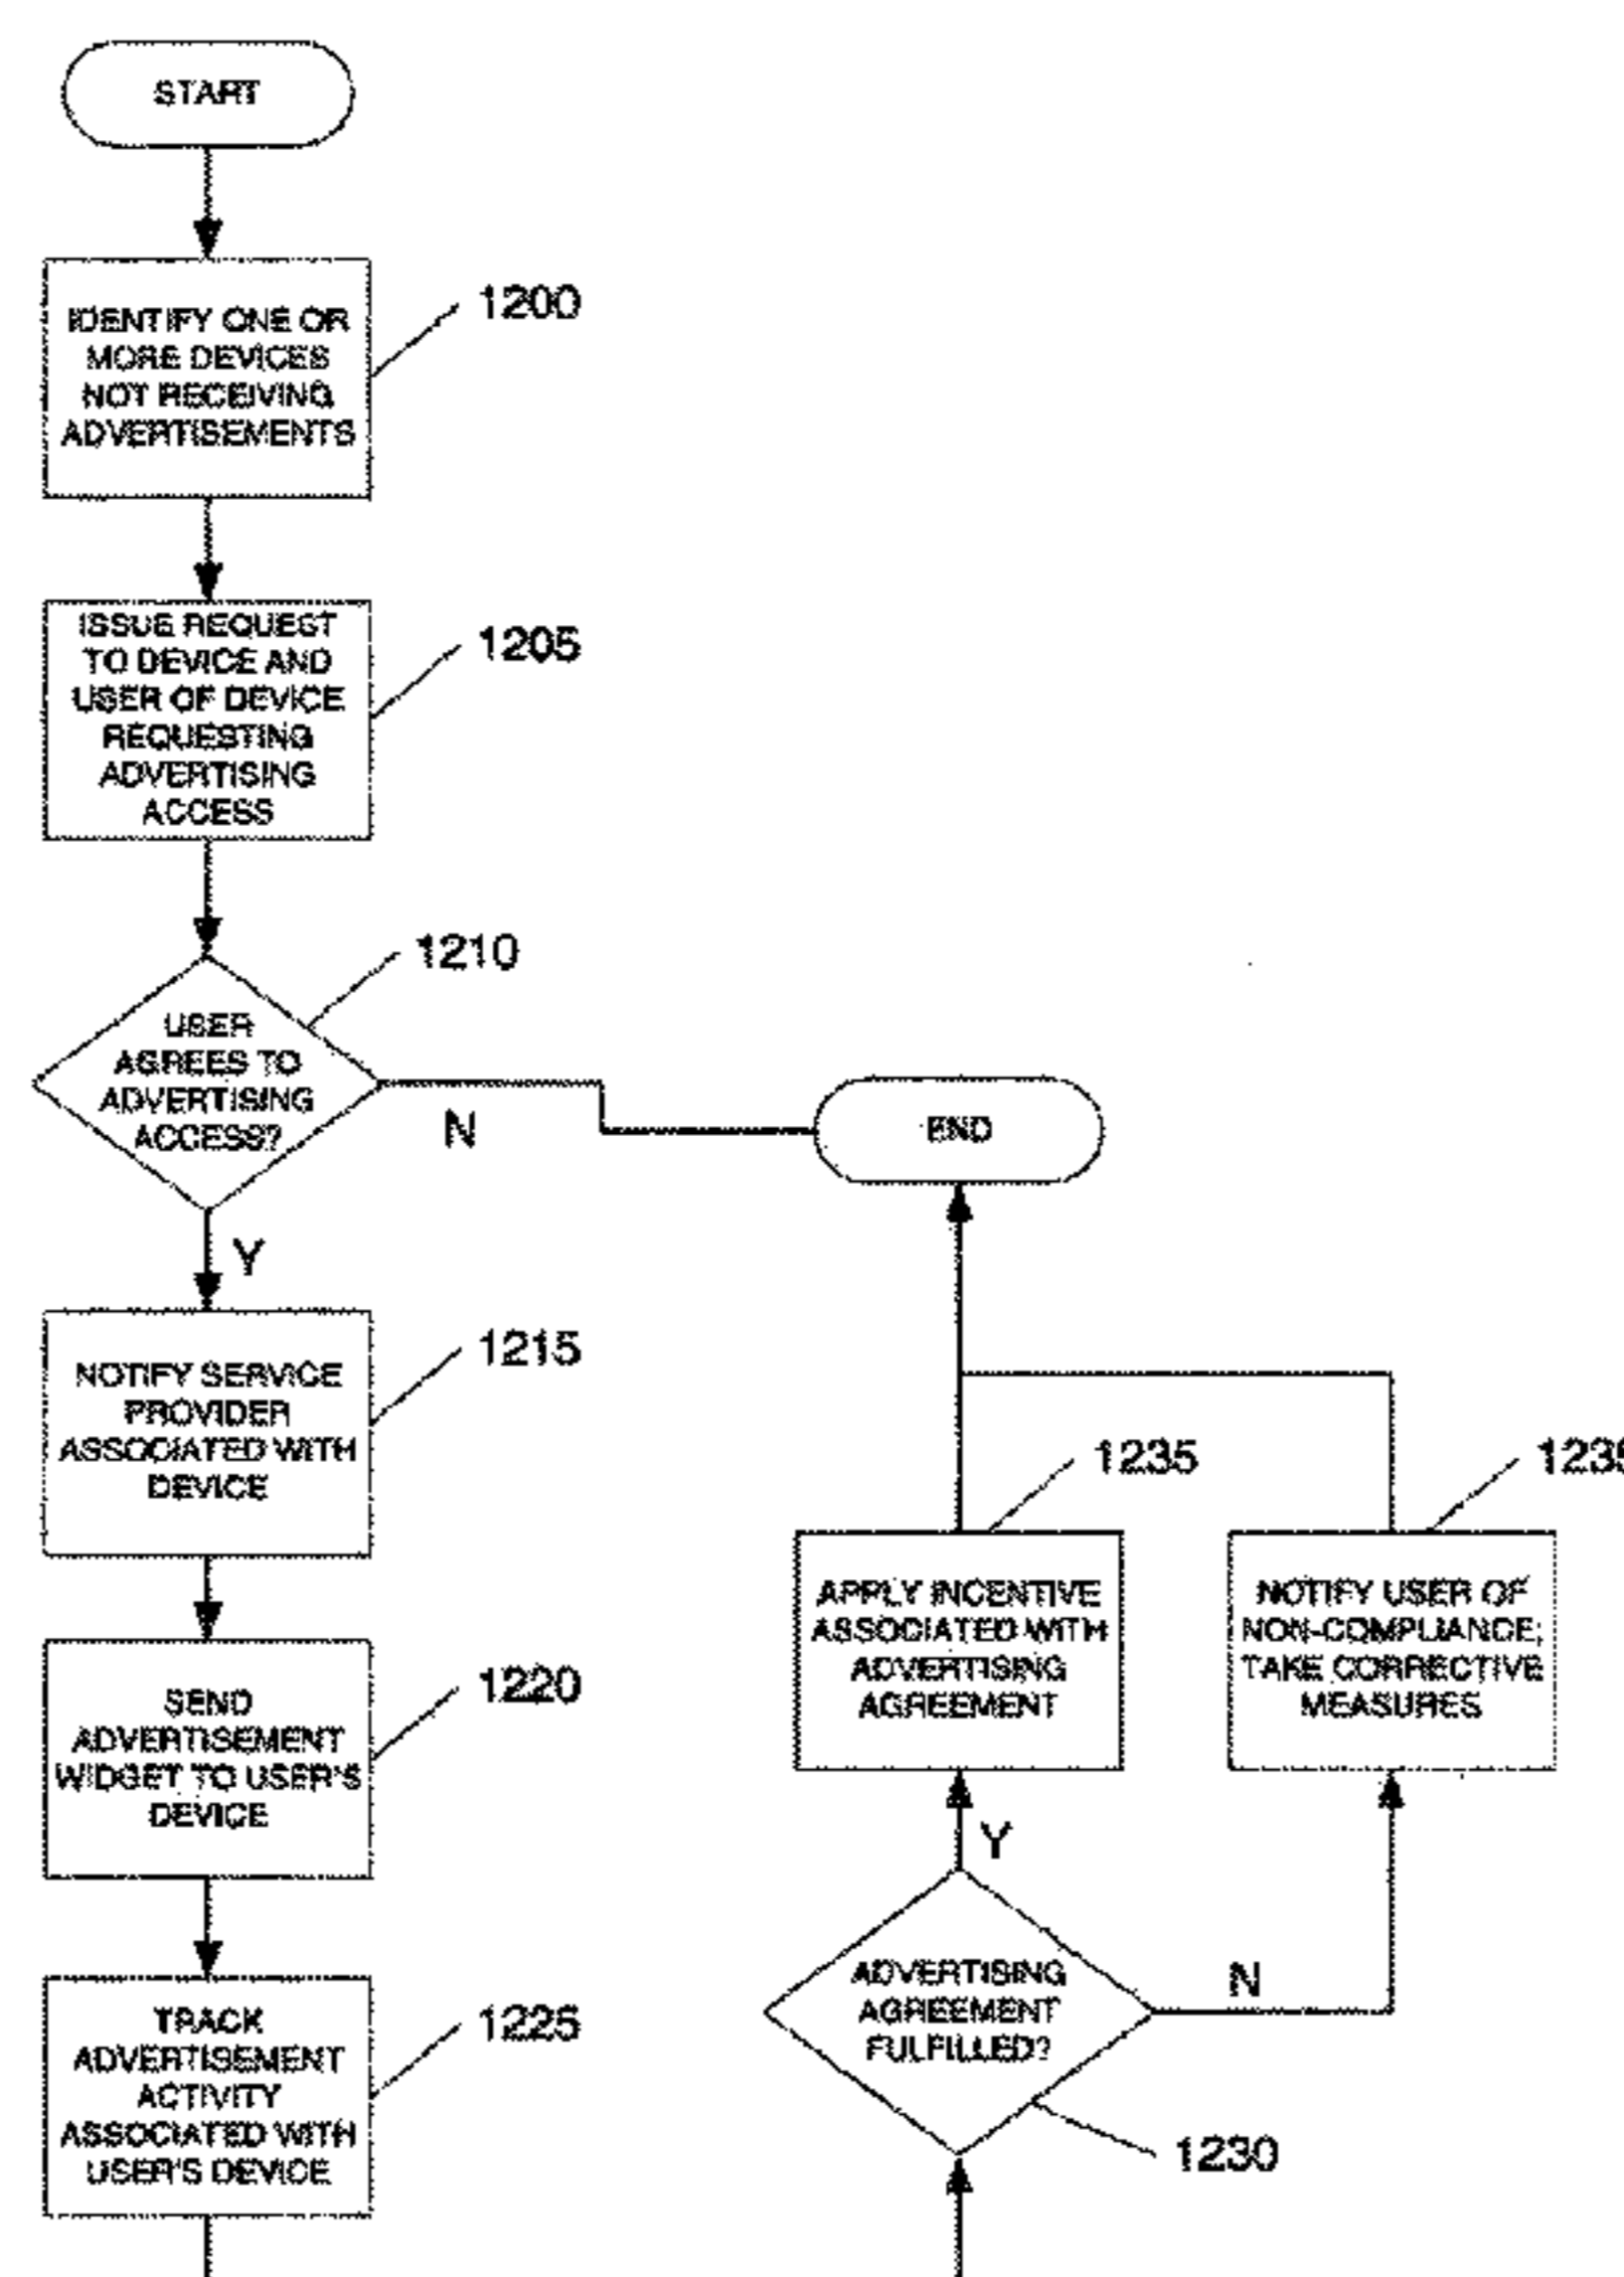 START
IDENTIFY ONE OR
MORE DEVICES
NOT RECEIVING
ADVERTISEMENTS
1200
ISSUE REQUEST
TO DEVICE AND
USER OF DEVICE
REQUESTING
ADVERTISING
ACCESS
1205
USER
AGREES TO
ADVERTISING
ACCESS?
1210
N
END
Y
NOTIFY SERVICE
PROVIDER
ASSOCIATED WITH
DEVICE
1215
SEND
ADVERTISEMENT
WIDGET TO USER'S
DEVICE
1220
TRACK
ADVERTISEMENT
ACTIVITY
ASSOCIATED WITH
USER'S DEVICE
1225
1235
APPLY INCENTIVE
ASSOCIATED WITH
ADVERTISING
AGREEMENT
1235
NOTIFY USER OF
NON-COMPLIANCE;
TAKE CORRECTIVE
MEASURES
Y
ADVERTISING
AGREEMENT
FULFILLED?
N
1230